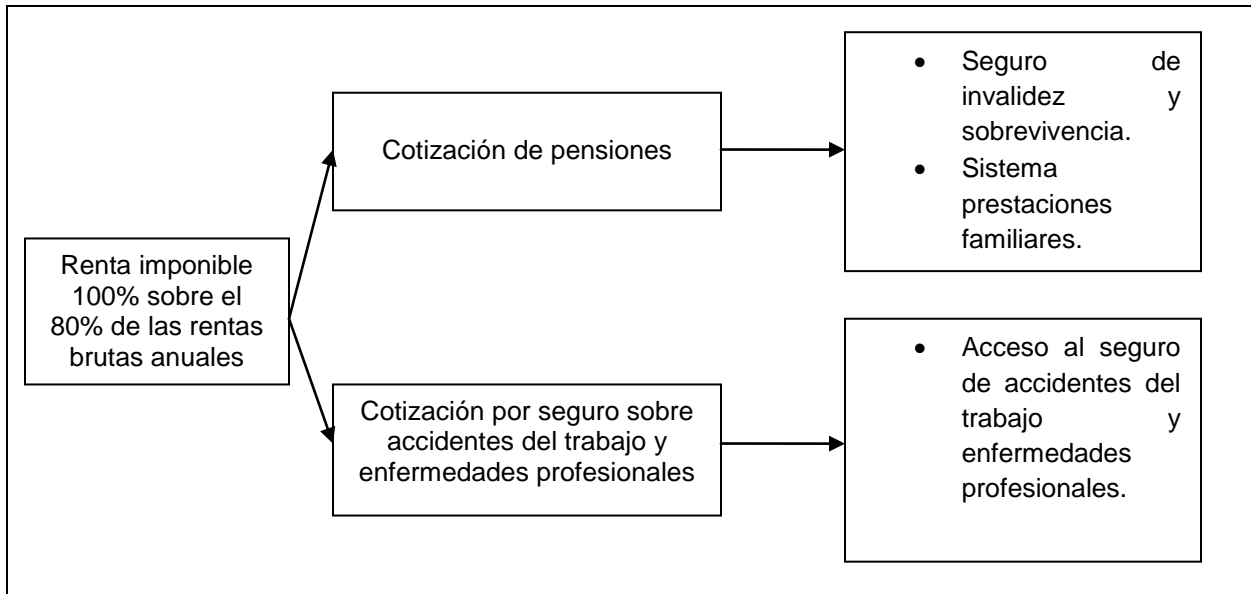 Renta imponible
100% sobre el
80% de las rentas
brutas anuales
Cotización de pensiones
• Seguro de
invalidez y
sobrevivencia.
• Sistema
prestaciones
familiares.
Cotización por seguro sobre
accidentes del trabajo y
enfermedades profesionales
• Acceso al seguro
de accidentes del
trabajo y
enfermedades
profesionales.